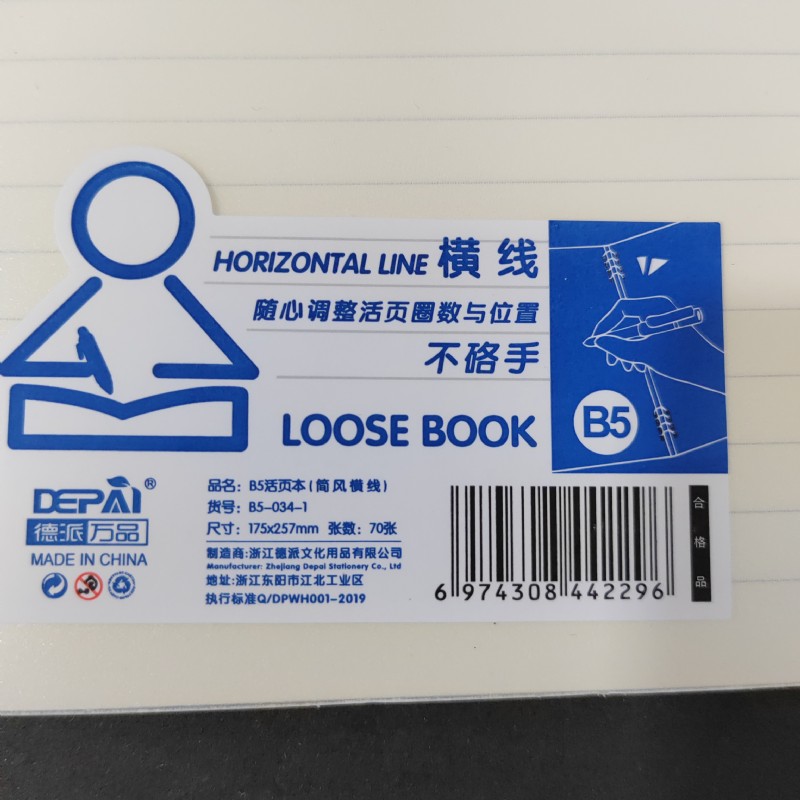 HORIZONTAL LINE 横线
随心调整活页圈数与位置
不硌手
LOOSE BOOK
B5
DEPAI®
德派万品
MADE IN CHINA
品名：B5活页本(简风横线)
货号：B5-034-1
尺寸：175x257mm 张数：70张
制造商:浙江德派文化用品有限公司
Manufacturer: Zhejiang Depai Stationery Co., Ltd
地址:浙江东阳市江北工业区
执行标准Q/DPWH001-2019
6 974308 442296
合格品